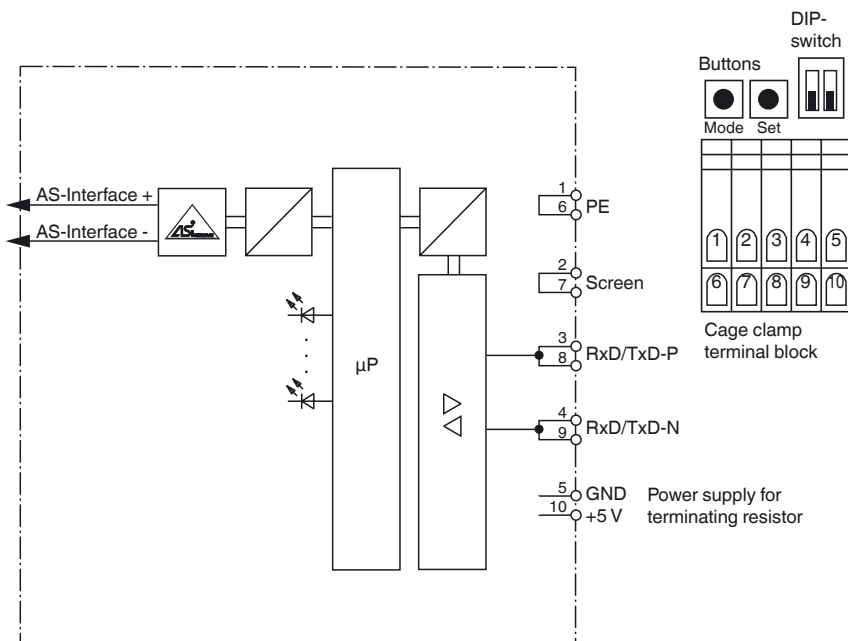 DIP-
switch
Buttons
Mode Set
AS-Interface +
AS-Interface -
1
6
PE
2
7
Screen
3
8
RxD/TxD-P
4
9
RxD/TxD-N
5
GND
10
+5 V
Power supply for
terminating resistor
µP
1 2 3 4 5
6 7 8 9 10
Cage clamp
terminal block